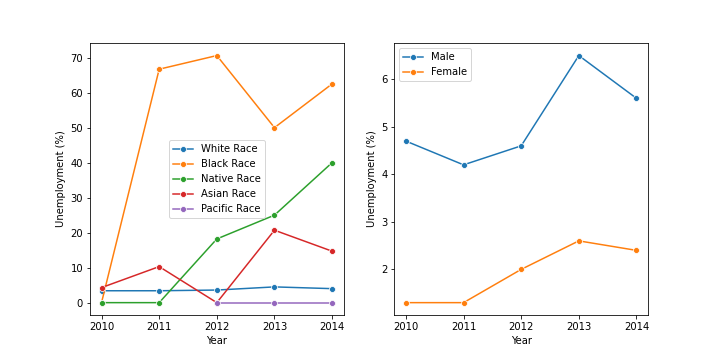 70
60
50
40
30
20
10
0
Unemployment (%)
White Race
Black Race
Native Race
Asian Race
Pacific Race
2010 2011 2012 2013 2014
Year
6
5
4
3
2
Unemployment (%)
Male
Female
2010 2011 2012 2013 2014
Year